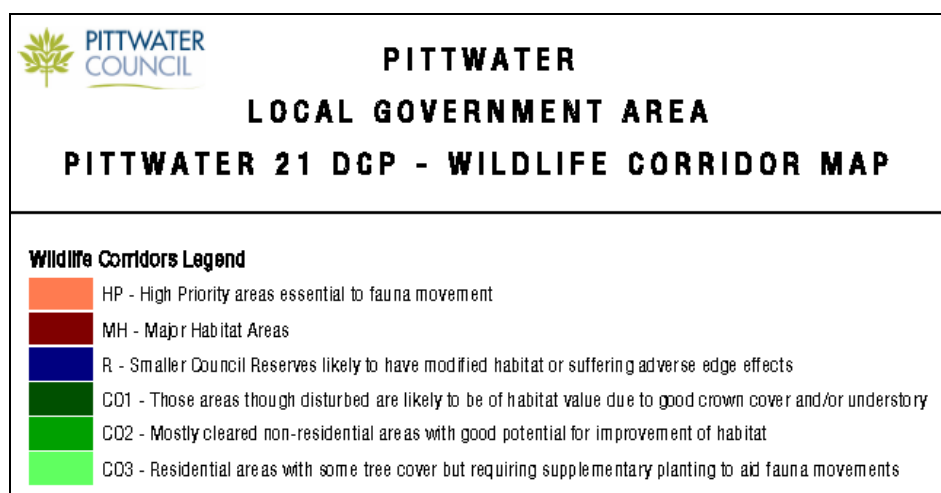 PITTWATER
COUNCIL
PITTWATER
LOCAL GOVERNMENT AREA
PITTWATER 21 DCP - WILDLIFE CORRIDOR MAP
Wildlife Corridors Legend
HP - High Priority areas essential to fauna movement
MH - Major Habitat Areas
R - Smaller Council Reserves likely to have modified habitat or suffering adverse edge effects
CO1 - Those areas though disturbed are likely to be of habitat value due to good crown cover and/or understory
CO2 - Mostly cleared non-residential areas with good potential for improvement of habitat
CO3 - Residential areas with some tree cover but requiring supplementary planting to aid fauna movements